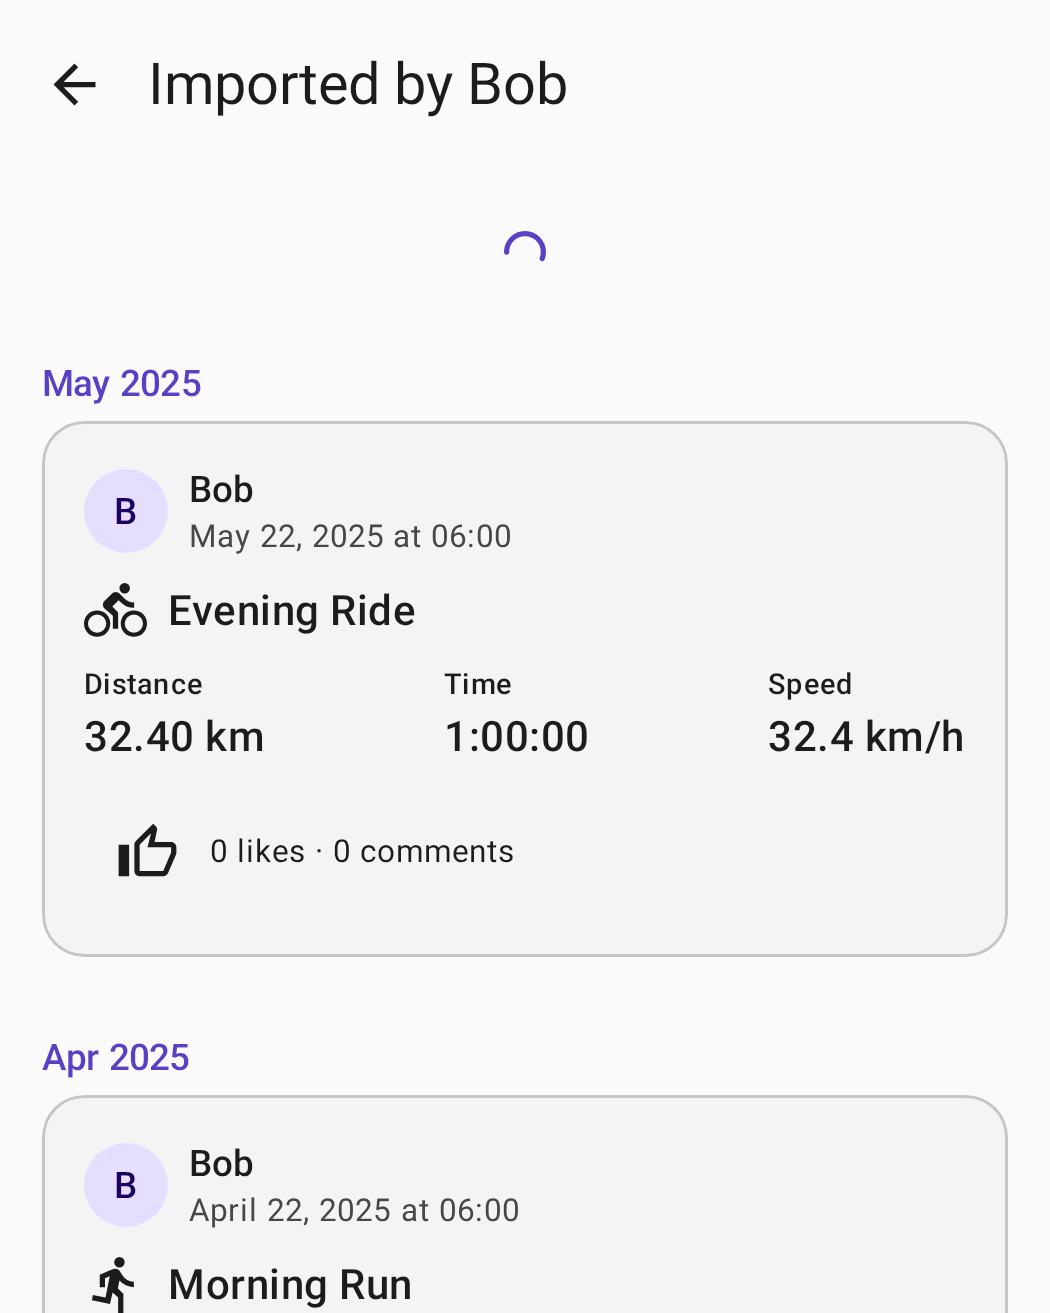 Imported by Bob
May 2025
B
Bob
May 22, 2025 at 06:00
Evening Ride
Distance Time Speed
32.40 km 1:00:00 32.4 km/h
0 likes · 0 comments
Apr 2025
B
Bob
April 22, 2025 at 06:00
Morning Run